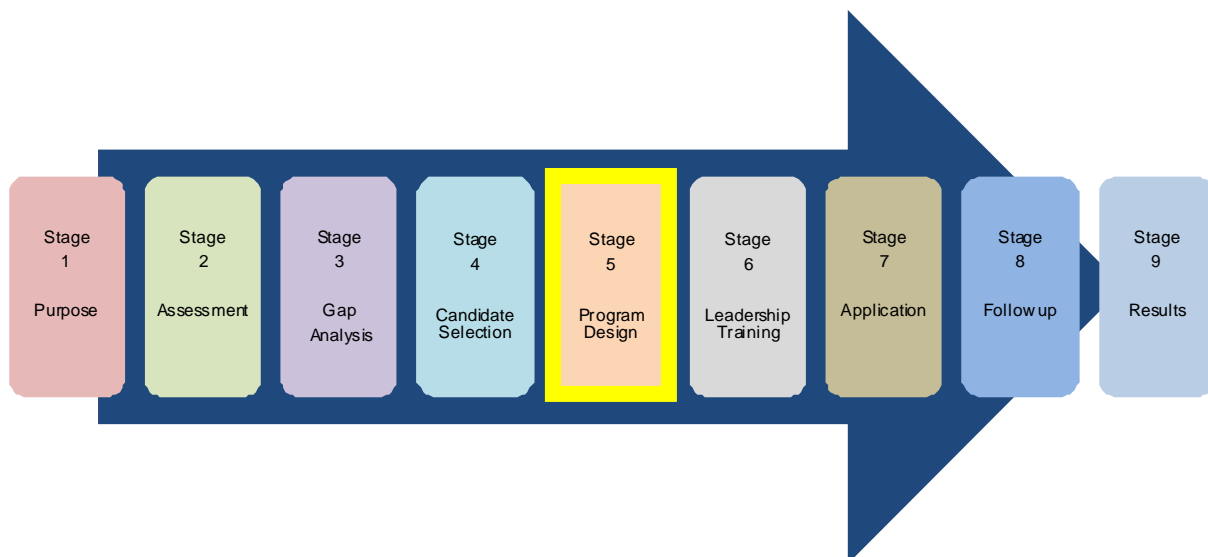 Stage
1
Purpose
Stage
2
Assessment
Stage
3
Gap
Analysis
Stage
4
Candidate
Selection
Stage
5
Program
Design
Stage
6
Leadership
Training
Stage
7
Application
Stage
8
Follow up
Stage
9
Results